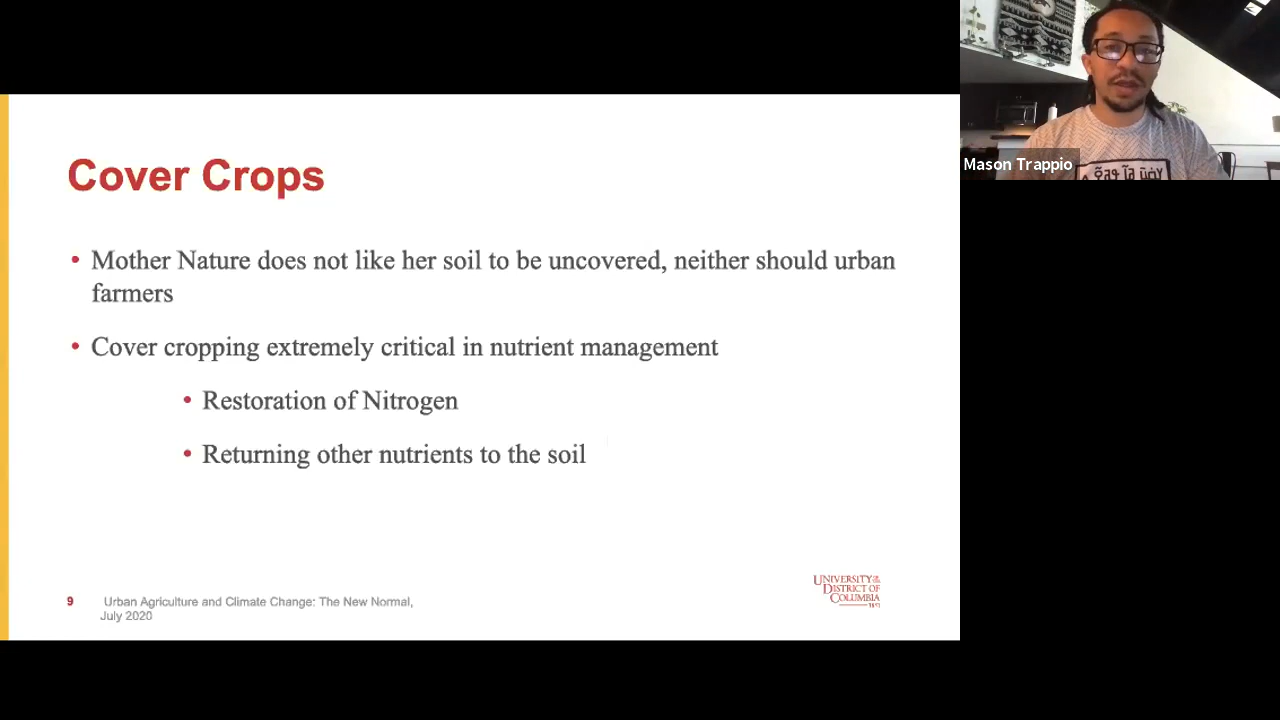 Cover Crops
• Mother Nature does not like her soil to be uncovered, neither should urban
farmers
• Cover cropping extremely critical in nutrient management
• Restoration of Nitrogen
• Returning other nutrients to the soil
9 Urban Agriculture and Climate Change: The New Normal,
July 2020
UNIVERSITY OF THE
DISTRICT OF
COLUMBIA
1851
Mason Trappio